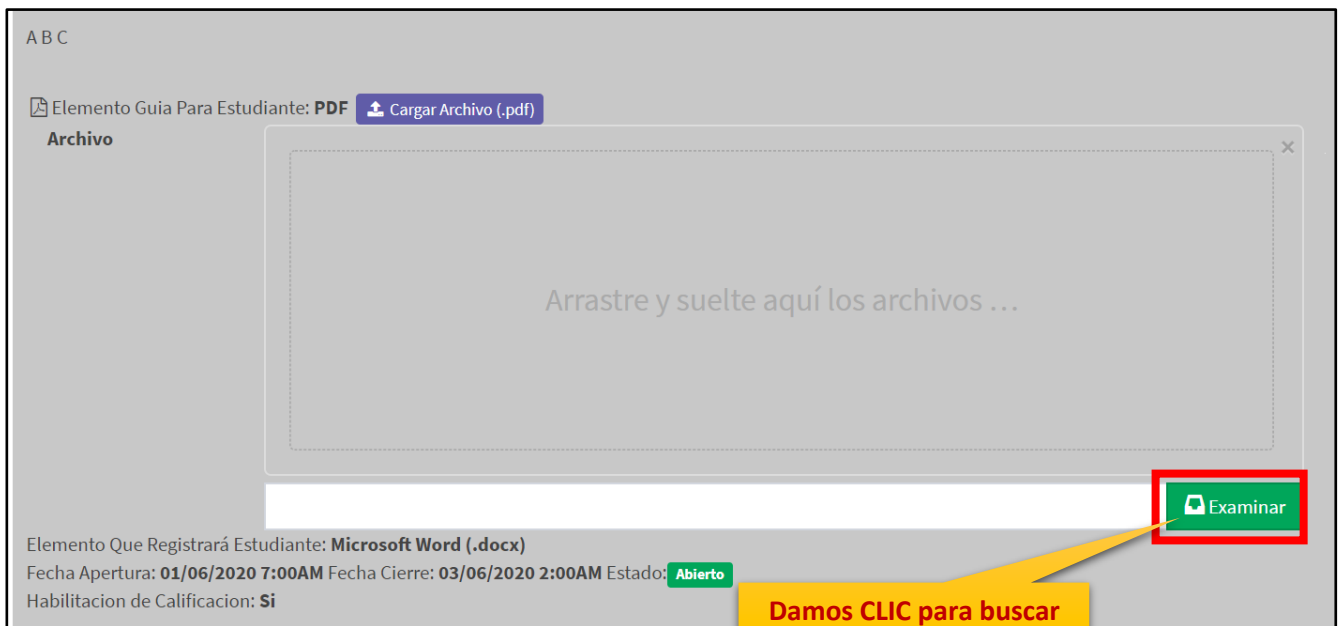 A B C
Elemento Guia Para Estudiante: PDF Cargar Archivo (.pdf)
Archivo
×
Arrastre y suelte aquí los archivos …
Examinar
Elemento Que Registrará Estudiante: Microsoft Word (.docx)
Fecha Apertura: 01/06/2020 7:00AM Fecha Cierre: 03/06/2020 2:00AM Estado: Abierto
Habilitacion de Calificacion: Si
Damos CLIC para buscar